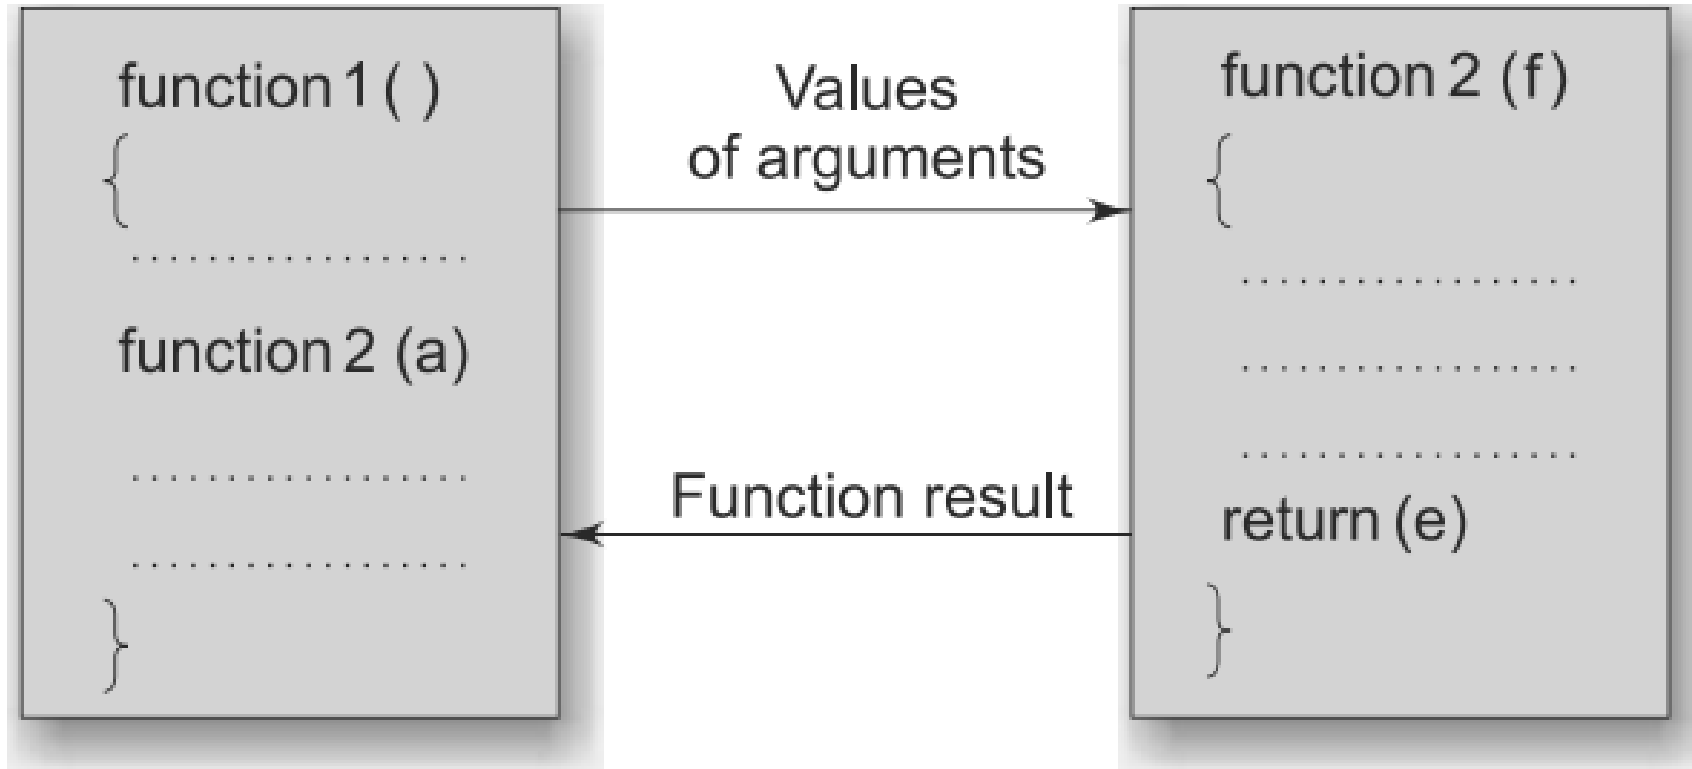 function 1 ( )
{
..................
function 2 (a)
..................
..................
}
Values
of arguments
Function result
function 2 (f)
{
..................
..................
..................
return (e)
}